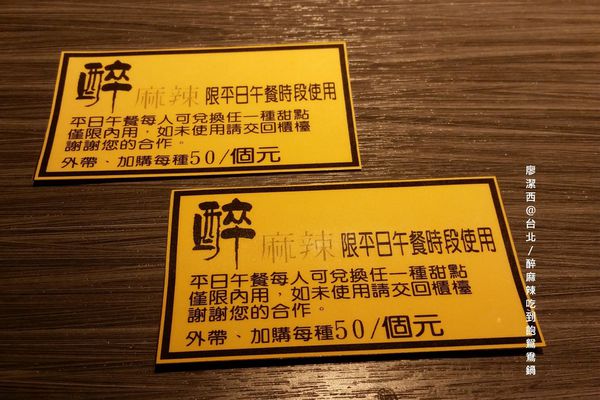 醉 麻辣 限平日午餐時段使用
平日午餐每人可兌換任一種甜點
僅限內用，如未使用請交回櫃檯
謝謝您的合作。
外帶、加購每種50/個元
醉 麻辣 限平日午餐時段使用
平日午餐每人可兌換任一種甜點
僅限內用，如未使用請交回櫃檯
謝謝您的合作。
外帶、加購每種50/個元
廖潔西@台北/醉麻辣吃到飽鴛鴦鍋